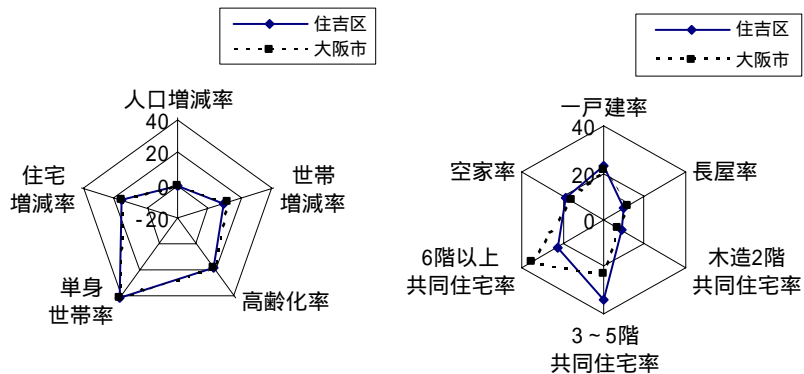 住吉区
大阪市
人口増減率
40
20
0
-20
世帯
増減率
高齢化率
単身
世帯率
住宅
増減率
住吉区
大阪市
一戸建率
40
20
0
長屋率
木造2階
共同住宅率
3~5階
共同住宅率
6階以上
共同住宅率
空家率